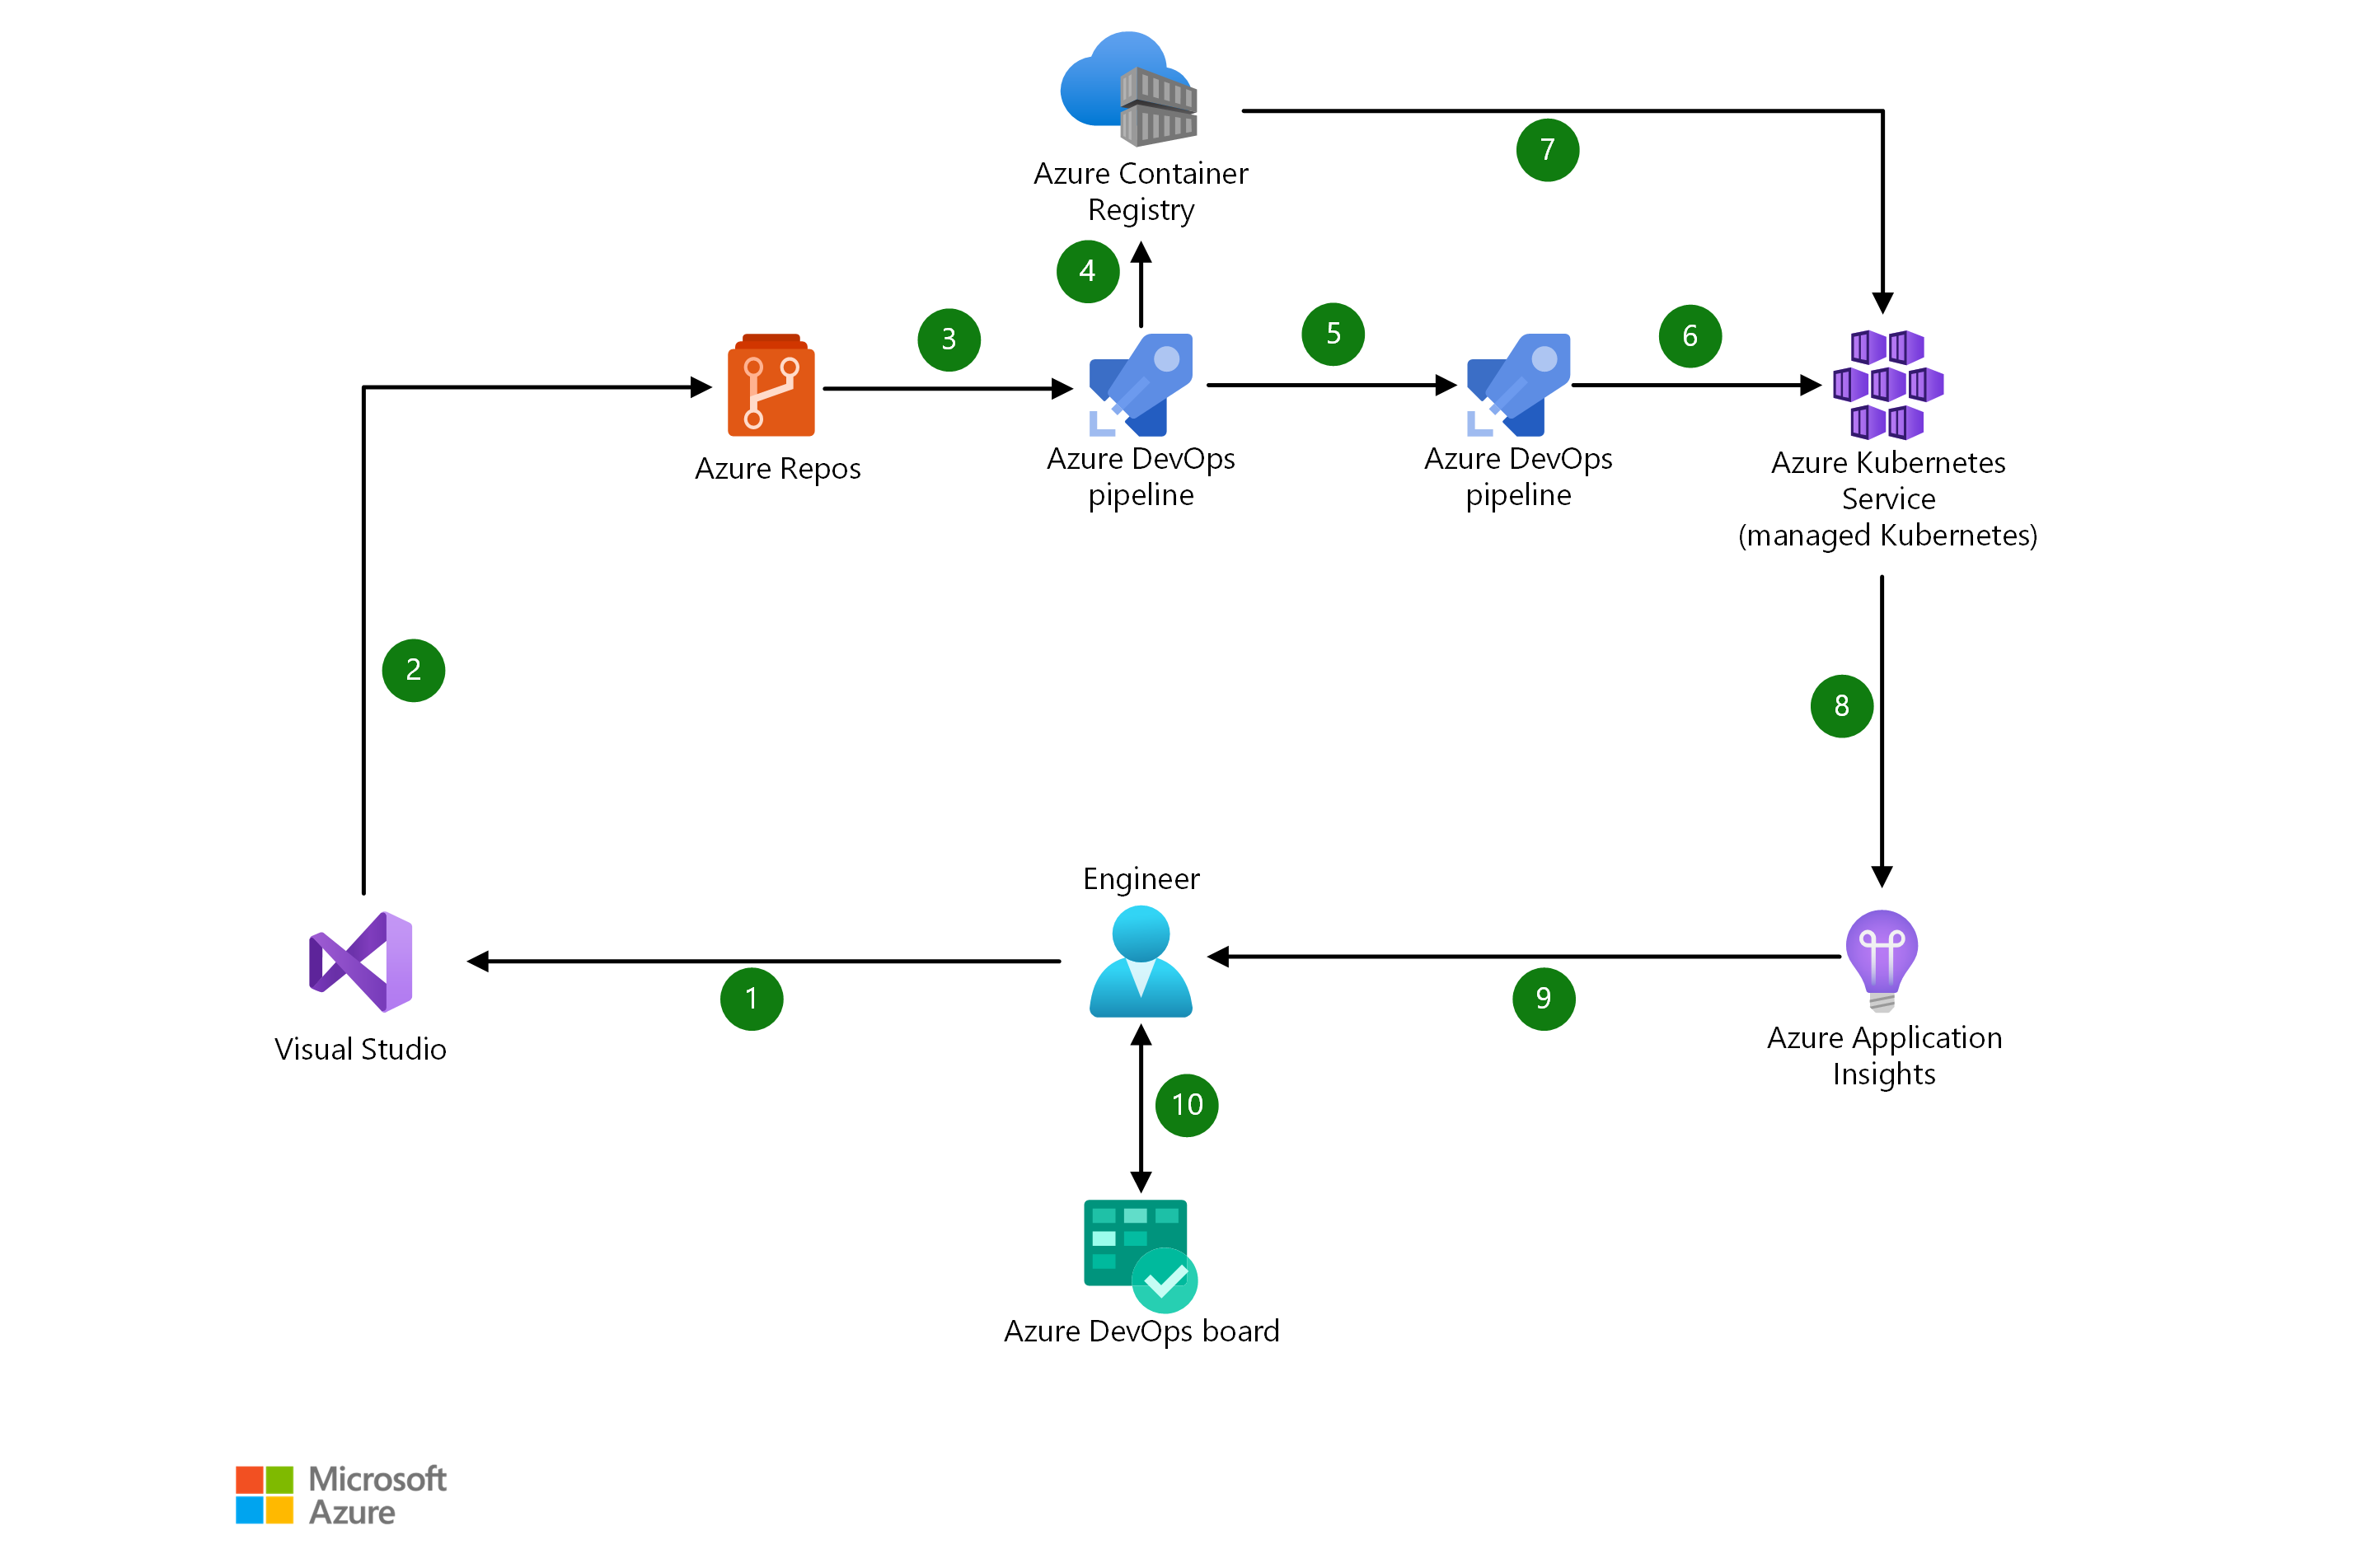 Azure Container
Registry
7
4
3
5
6
Azure Repos
Azure DevOps
pipeline
Azure DevOps
pipeline
Azure Kubernetes
Service
(managed Kubernetes)
2
8
Engineer
1
9
Visual Studio
Azure Application
Insights
10
Azure DevOps board
Microsoft
Azure